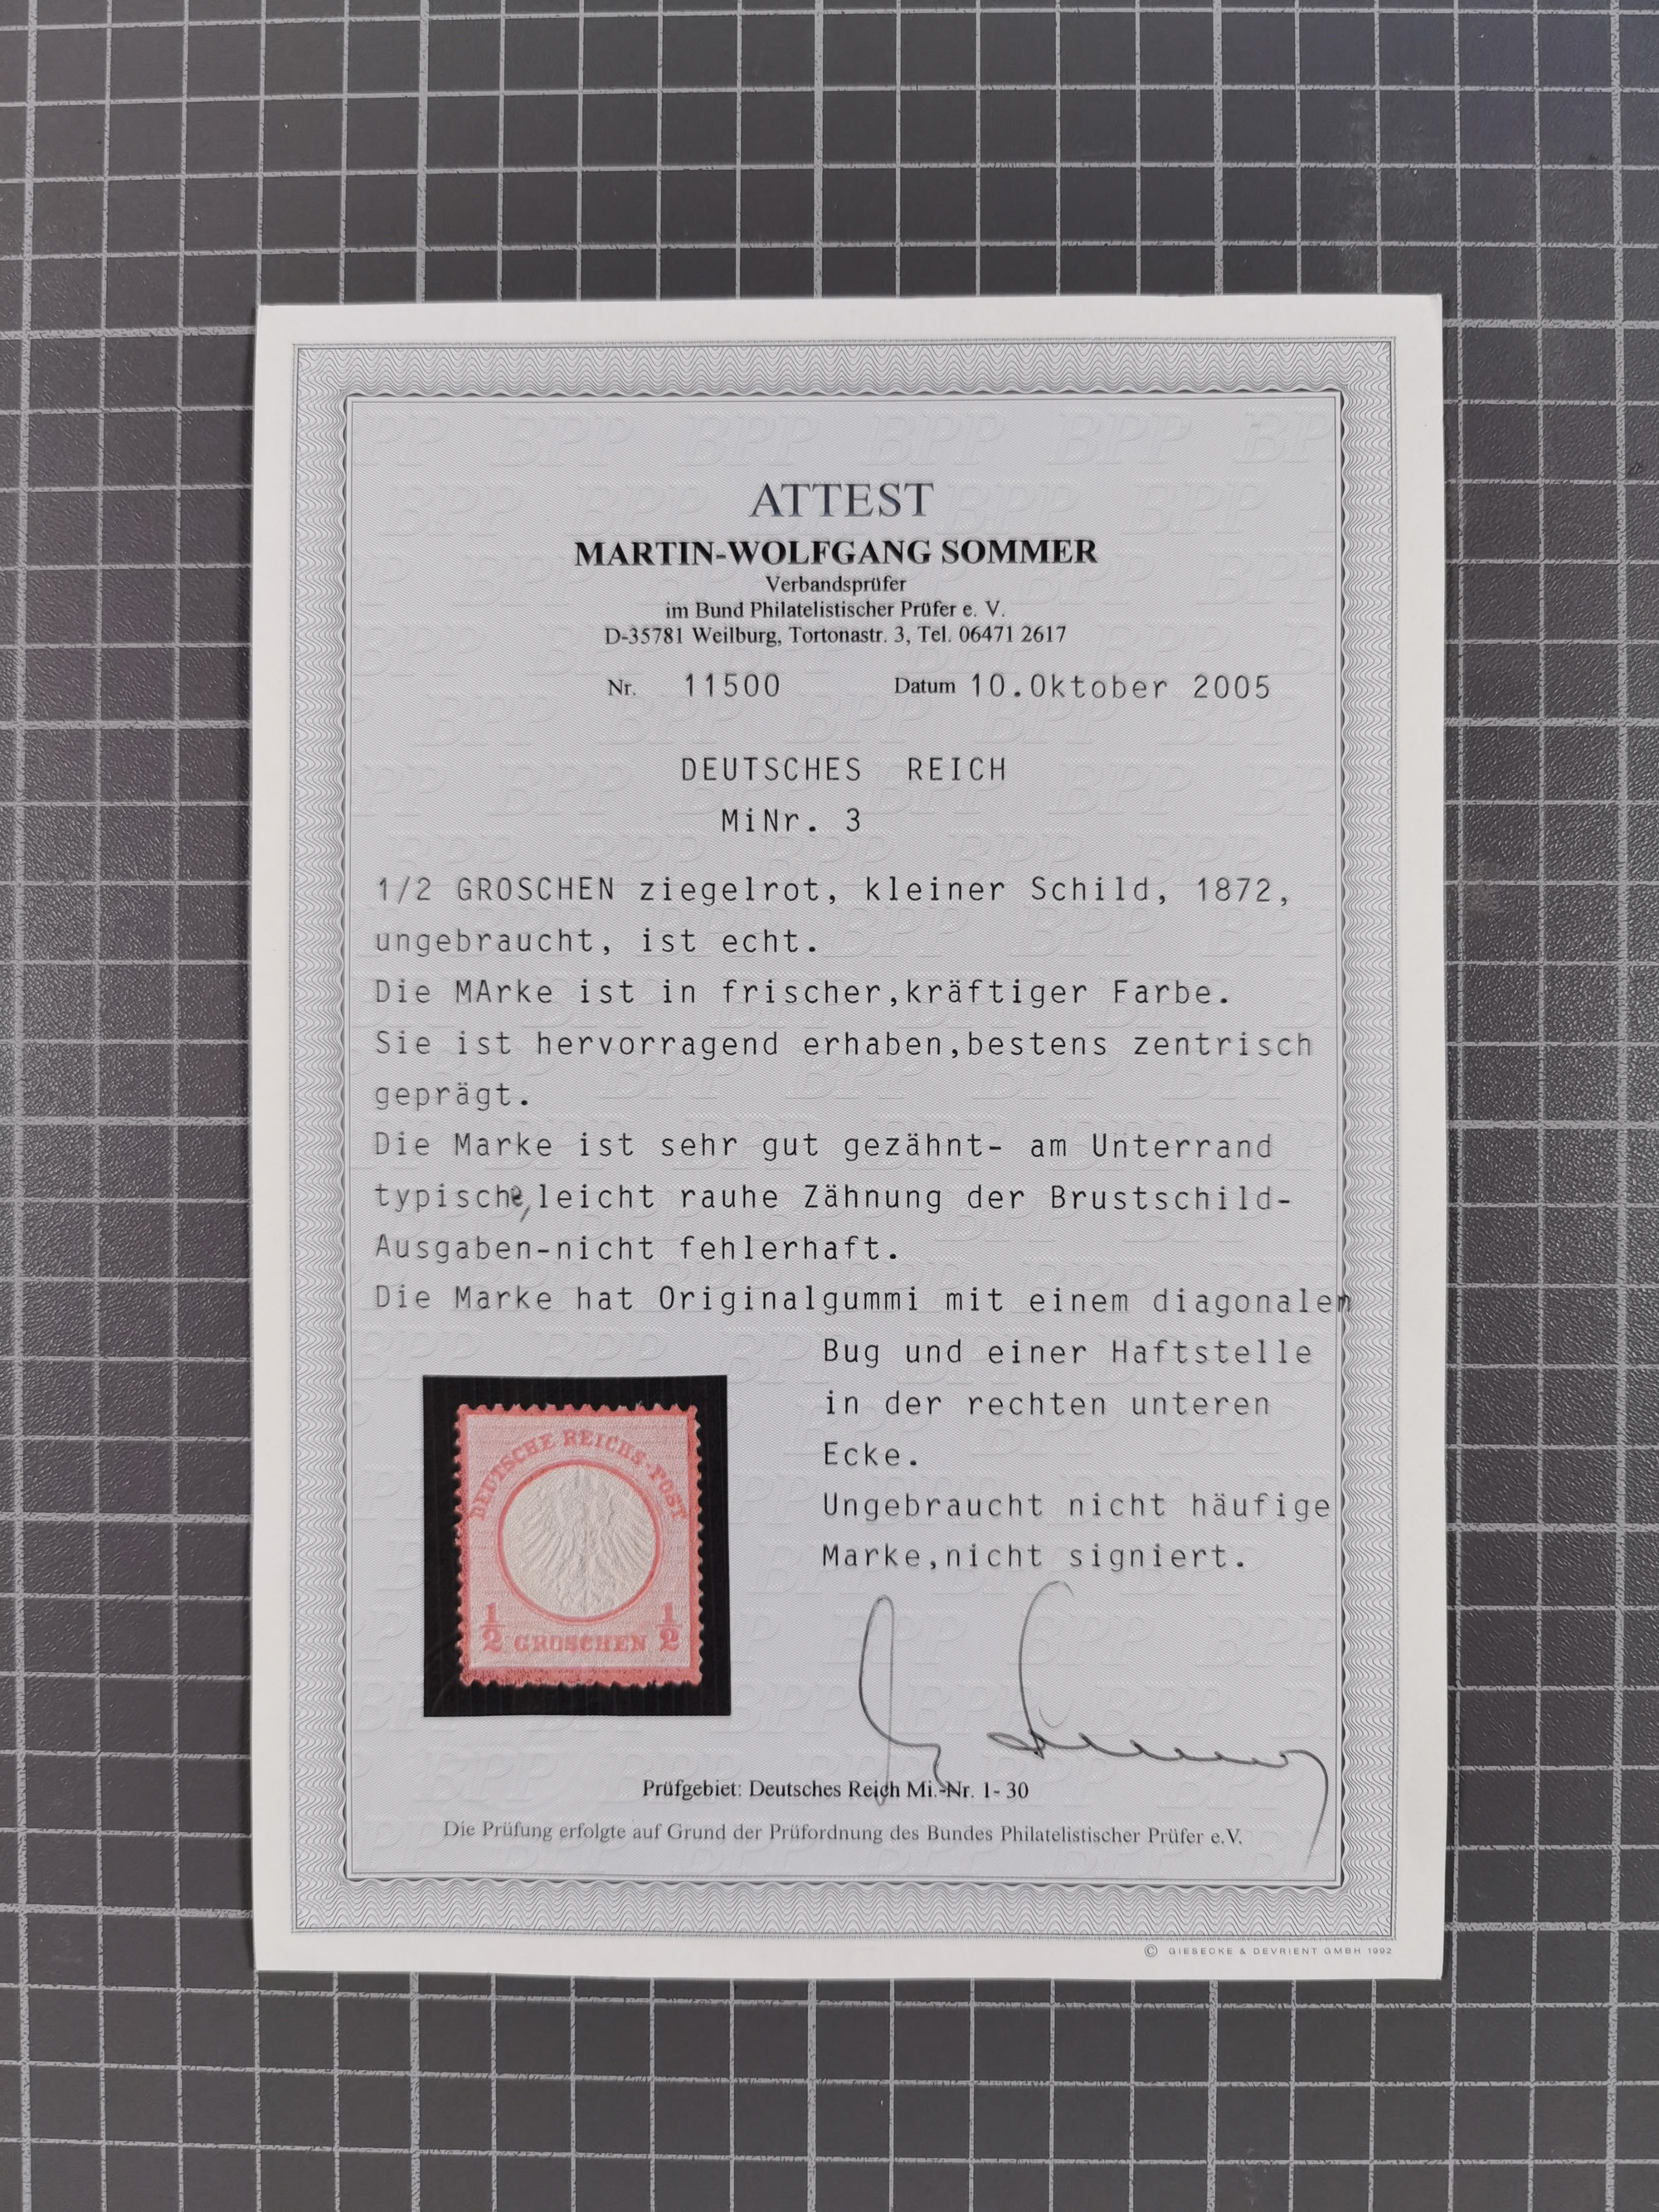 ATTEST
MARTIN-WOLFGANG SOMMER
Verbandsprüfer
im Bund Philatelistischer Prüfer e. V.
D-35781 Weilburg, Tortonastr. 3, Tel. 06471 2617
Nr. 11500 Datum 10.Oktober 2005
DEUTSCHES REICH
MiNr. 3
1/2 GROSCHEN ziegelrot, kleiner Schild, 1872,
ungebraucht, ist echt.
Die MArke ist in frischer,kräftiger Farbe.
Sie ist hervorragend erhaben,bestens zentrisch
geprägt.
Die Marke ist sehr gut gezähnt- am Unterrand
typische,leicht rauhe Zähnung der Brustschild-
Ausgaben-nicht fehlerhaft.
Die Marke hat Originalgummi mit einem diagonalen
Bug und einer Haftstelle
in der rechten unteren
Ecke.
Ungebraucht nicht häufige
Marke,nicht signiert.
DEUTSCHE REICHS-POST
1/2 GROSCHEN 1/2
Prüfgebiet: Deutsches Reich Mi.-Nr. 1- 30
Die Prüfung erfolgte auf Grund der Prüfordnung des Bundes Philatelistischer Prüfer e.V.
© GIESECKE & DEVRIENT GMBH 1992